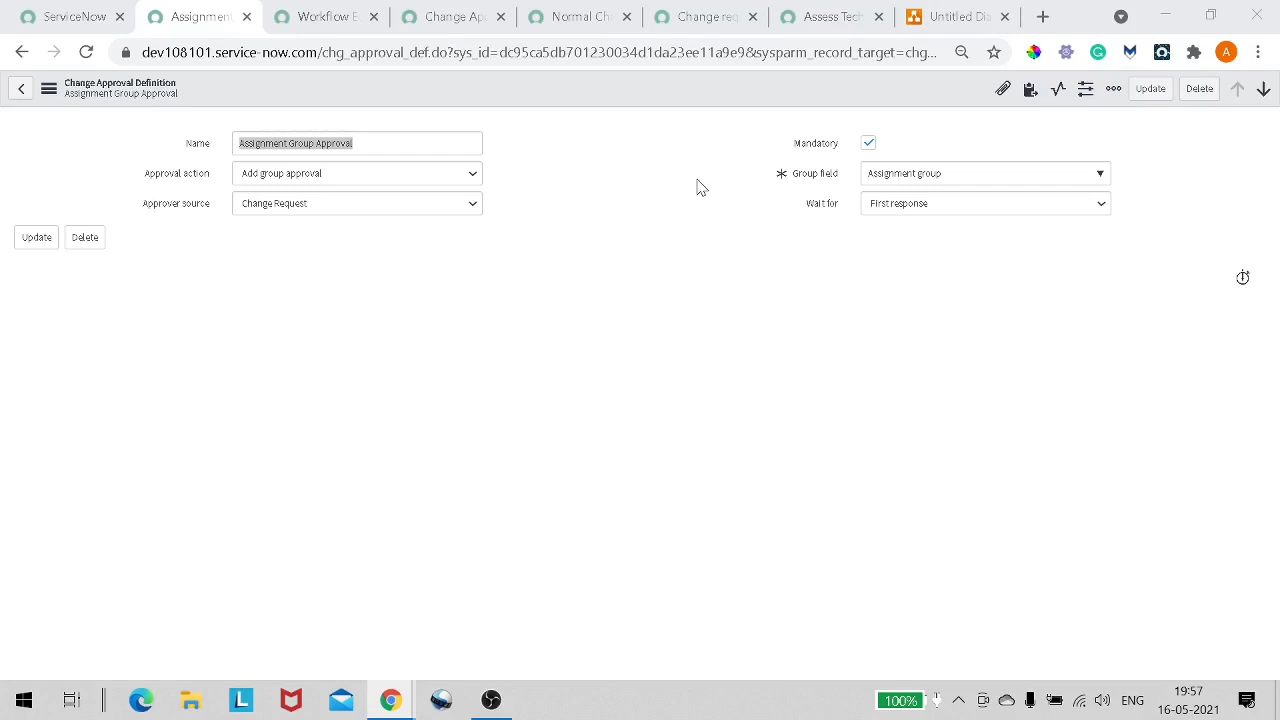 ServiceNow
Assignment
Workflow E
Change Ap
Normal Ch
Change re
Assess Tech
Untitled Dia
dev108101.service-now.com/chg_approval_def.do?sys_id=dc95ca5db701230034d1da23ee11a9e9&sysparm_record_target=chg...
A
Change Approval Definition
Assignment Group Approval
Update
Delete
Name
Assignment Group Approval
Mandatory
Approval action
Add group approval
Group field
Assignment group
Approver source
Change Request
Wait for
First response
Update
Delete
L
100%
ENG
19:57
16-05-2021